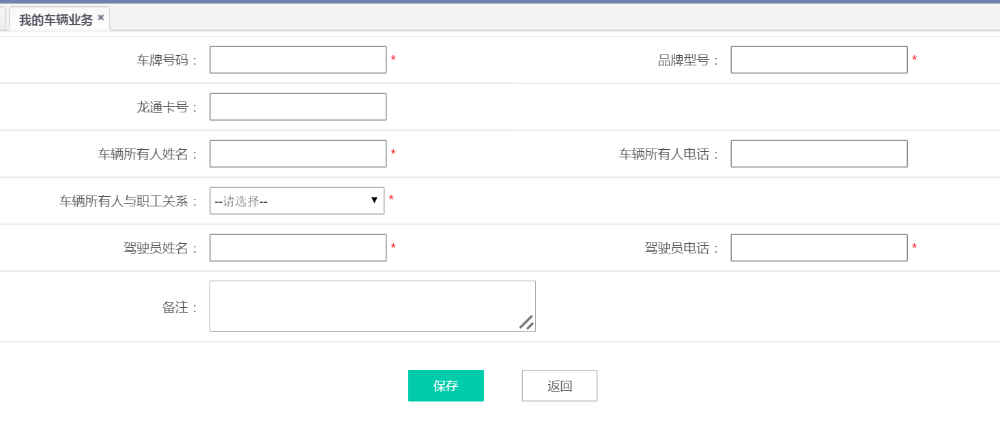 我的车辆业务
车牌号码： * 品牌型号： *
龙通卡号：
车辆所有人姓名： * 车辆所有人电话：
车辆所有人与职工关系： --请选择-- *
驾驶员姓名： * 驾驶员电话： *
备注：
保存 返回